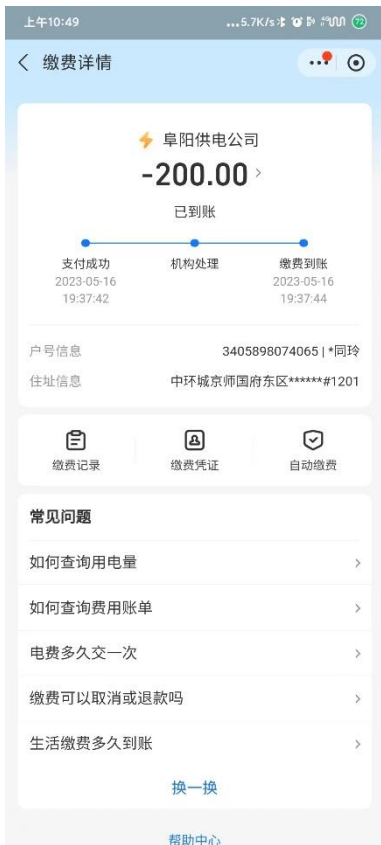 上午10:49
...5.7K/s
72
缴费详情
阜阳供电公司
-200.00
已到账
支付成功 机构处理 缴费到账
2023-05-16 2023-05-16
19:37:42 19:37:44
户号信息 3405898074065 | *同玲
住址信息 中环城京师国府东区******#1201
缴费记录 缴费凭证 自动缴费
常见问题
如何查询用电量
如何查询费用账单
电费多久交一次
缴费可以取消或退款吗
生活缴费多久到账
换一换
帮助中心